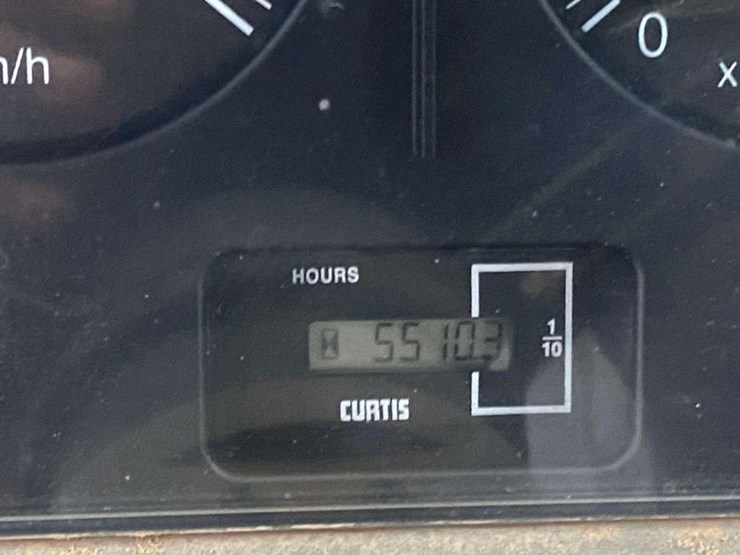 /h
0
x
HOURS
5510.3
1/10
CURTIS